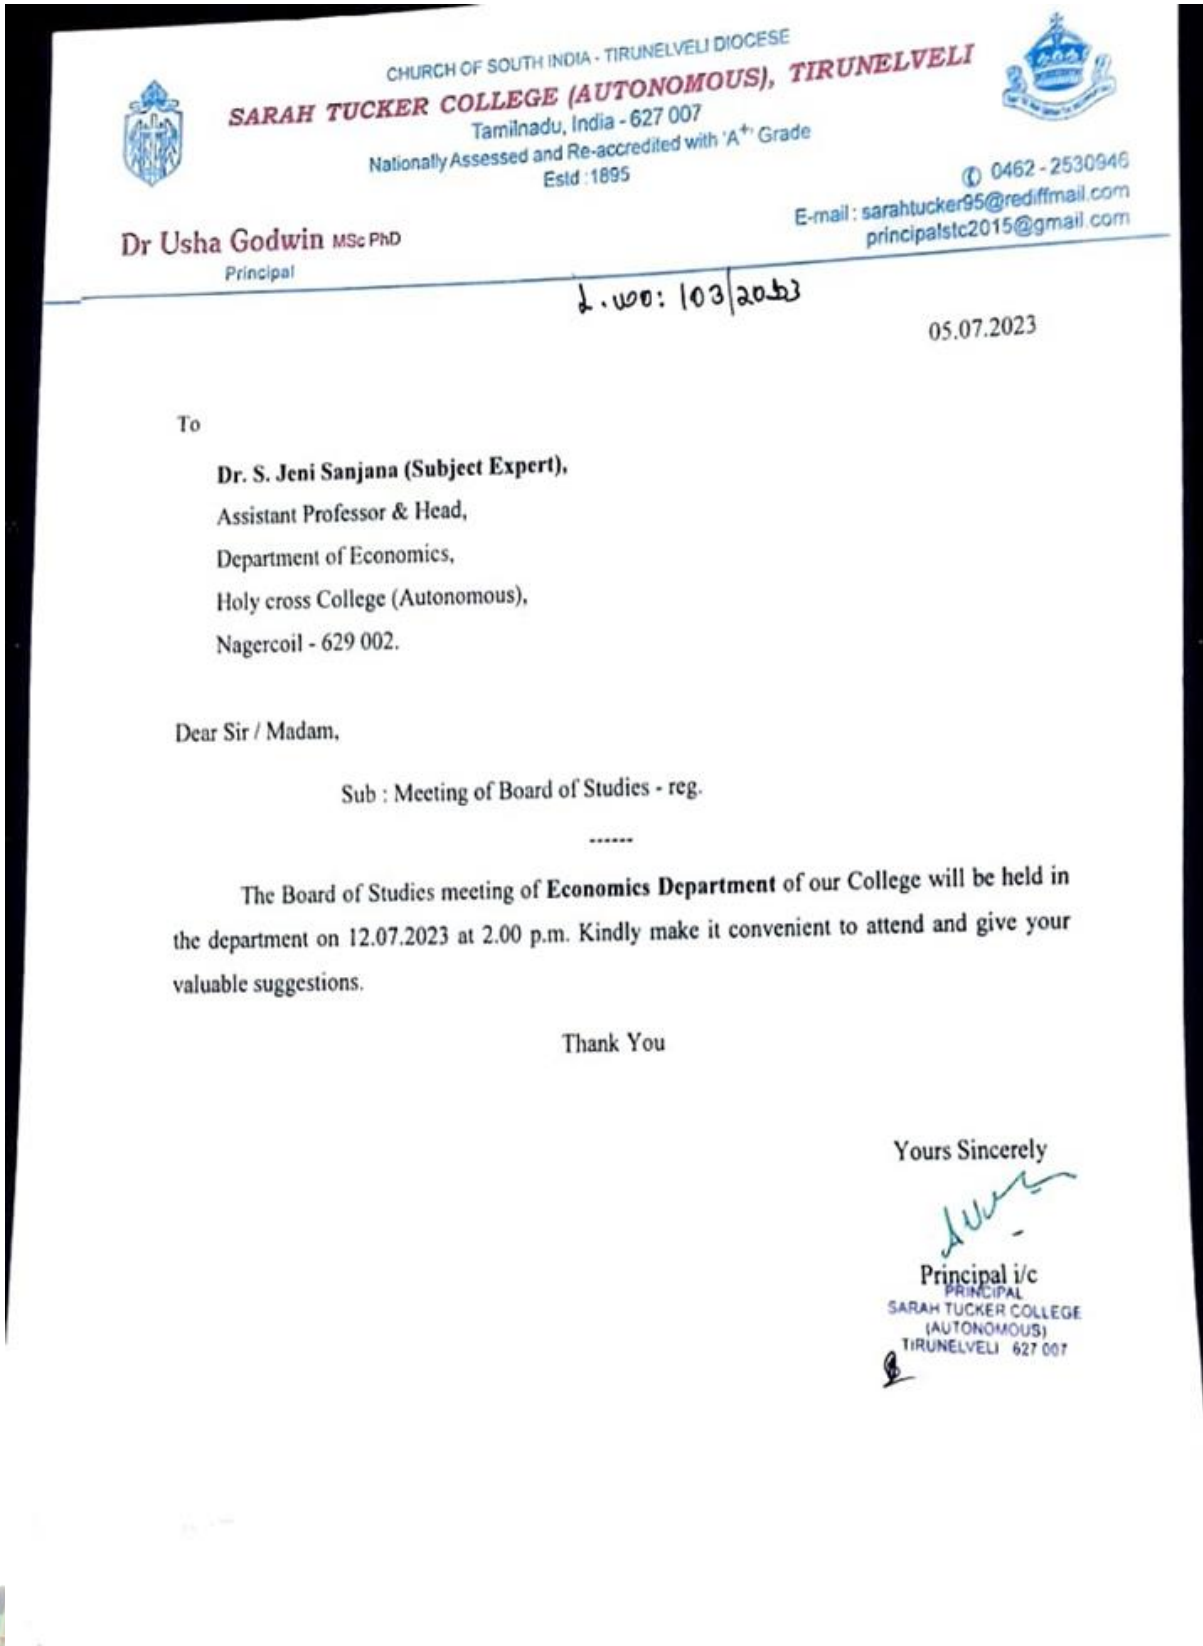 CHURCH OF SOUTH INDIA - TIRUNELVELI DIOCESE
SARAH TUCKER COLLEGE (AUTONOMOUS), TIRUNELVELI
Tamilnadu, India - 627 007
Nationally Assessed and Re-accredited with 'A+' Grade
Estd : 1895
0462 - 2530946
E-mail : sarahtucker95@rediffmail.com
principalstc2015@gmail.com
Dr Usha Godwin MSc PhD
Principal
103/2023
05.07.2023
To
Dr. S. Jeni Sanjana (Subject Expert),
Assistant Professor & Head,
Department of Economics,
Holy cross College (Autonomous),
Nagercoil - 629 002.
Dear Sir / Madam,
Sub : Meeting of Board of Studies - reg.
------
The Board of Studies meeting of Economics Department of our College will be held in
the department on 12.07.2023 at 2.00 p.m. Kindly make it convenient to attend and give your
valuable suggestions.
Thank You
Yours Sincerely
Principal i/c
PRINCIPAL
SARAH TUCKER COLLEGE
(AUTONOMOUS)
TIRUNELVELI 627 007